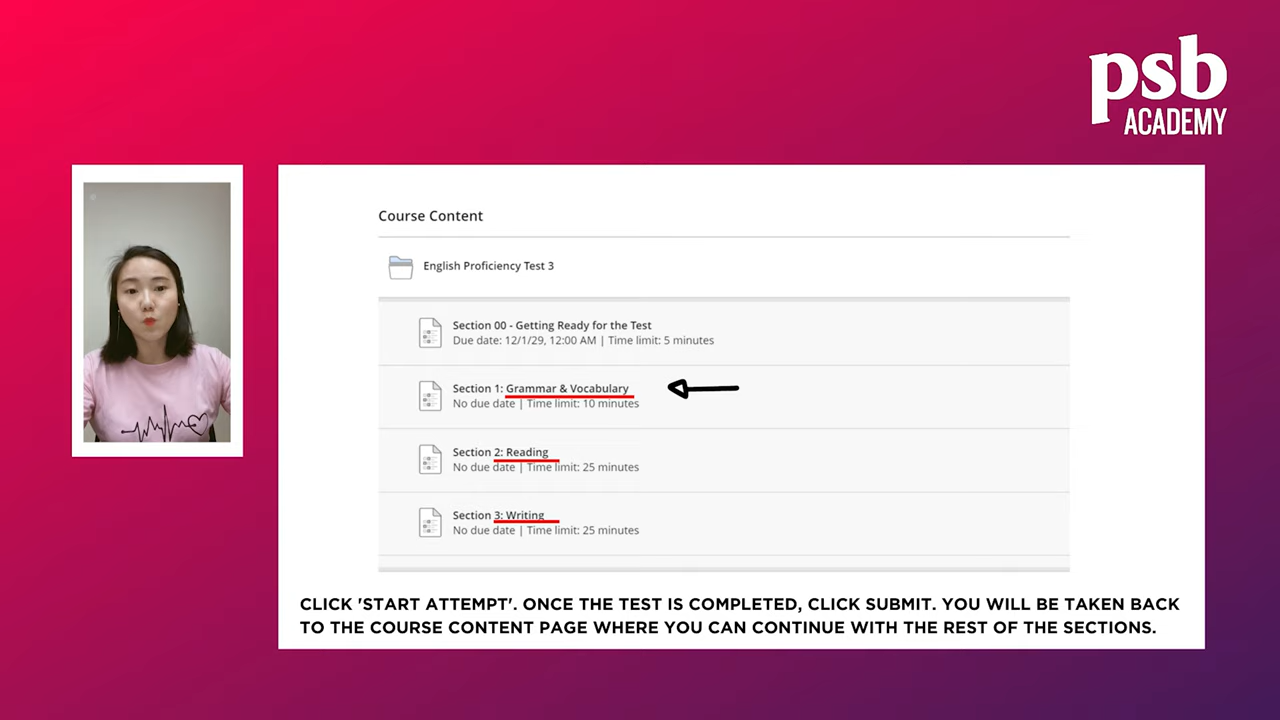 psb
ACADEMY
Course Content
English Proficiency Test 3
Section 00 - Getting Ready for the Test
Due date: 12/1/29, 12:00 AM | Time limit: 5 minutes
Section 1: Grammar & Vocabulary
No due date | Time limit: 10 minutes
Section 2: Reading
No due date | Time limit: 25 minutes
Section 3: Writing
No due date | Time limit: 25 minutes
CLICK 'START ATTEMPT'. ONCE THE TEST IS COMPLETED, CLICK SUBMIT. YOU WILL BE TAKEN BACK
TO THE COURSE CONTENT PAGE WHERE YOU CAN CONTINUE WITH THE REST OF THE SECTIONS.